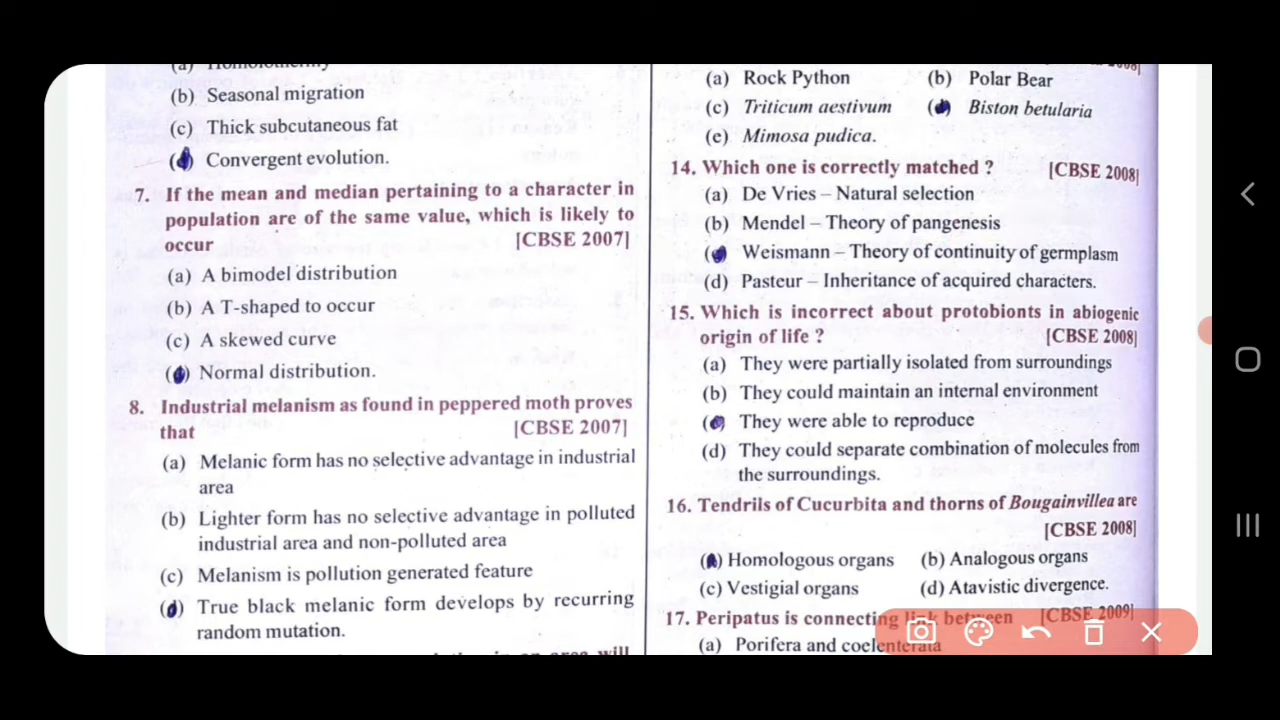 (a) Homolothermy
(b) Seasonal migration
(c) Thick subcutaneous fat
(d) Convergent evolution.
7. If the mean and median pertaining to a character in
population are of the same value, which is likely to
occur [CBSE 2007]
(a) A bimodel distribution
(b) A T-shaped to occur
(c) A skewed curve
(d) Normal distribution.
8. Industrial melanism as found in peppered moth proves
that [CBSE 2007]
(a) Melanic form has no selective advantage in industrial
area
(b) Lighter form has no selective advantage in polluted
industrial area and non-polluted area
(c) Melanism is pollution generated feature
(d) True black melanic form develops by recurring
random mutation.
in an area will
2008]
(a) Rock Python (b) Polar Bear
(c) Triticum aestivum (d) Biston betularia
(e) Mimosa pudica.
14. Which one is correctly matched ? [CBSE 2008]
(a) De Vries – Natural selection
(b) Mendel – Theory of pangenesis
(c) Weismann – Theory of continuity of germplasm
(d) Pasteur – Inheritance of acquired characters.
15. Which is incorrect about protobionts in abiogenic
origin of life ? [CBSE 2008]
(a) They were partially isolated from surroundings
(b) They could maintain an internal environment
(c) They were able to reproduce
(d) They could separate combination of molecules from
the surroundings.
16. Tendrils of Cucurbita and thorns of Bougainvillea are
[CBSE 2008]
(a) Homologous organs (b) Analogous organs
(c) Vestigial organs (d) Atavistic divergence.
17. Peripatus is connecting link between [CBSE 2009]
(a) Porifera and coelenterata